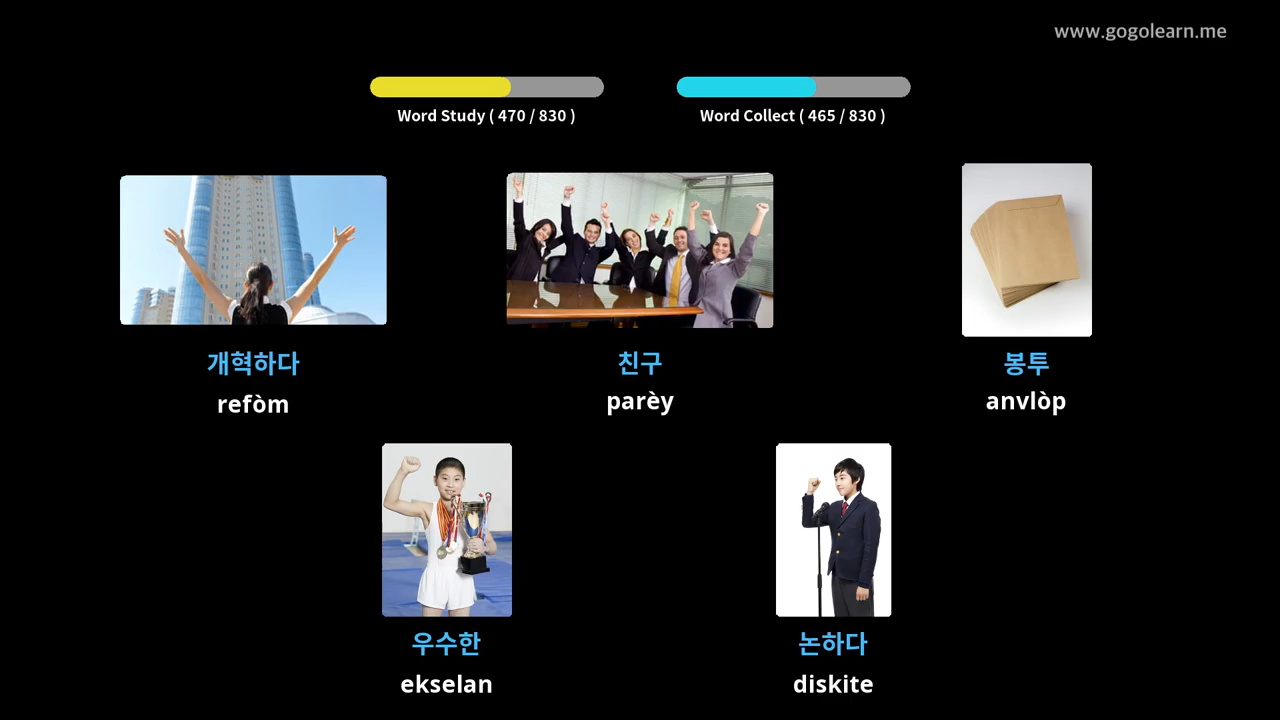 www.gogolearn.me
Word Study ( 470 / 830 )
Word Collect ( 465 / 830 )
개혁하다
refòm
친구
parèy
봉투
anvlòp
우수한
ekselan
논하다
diskite